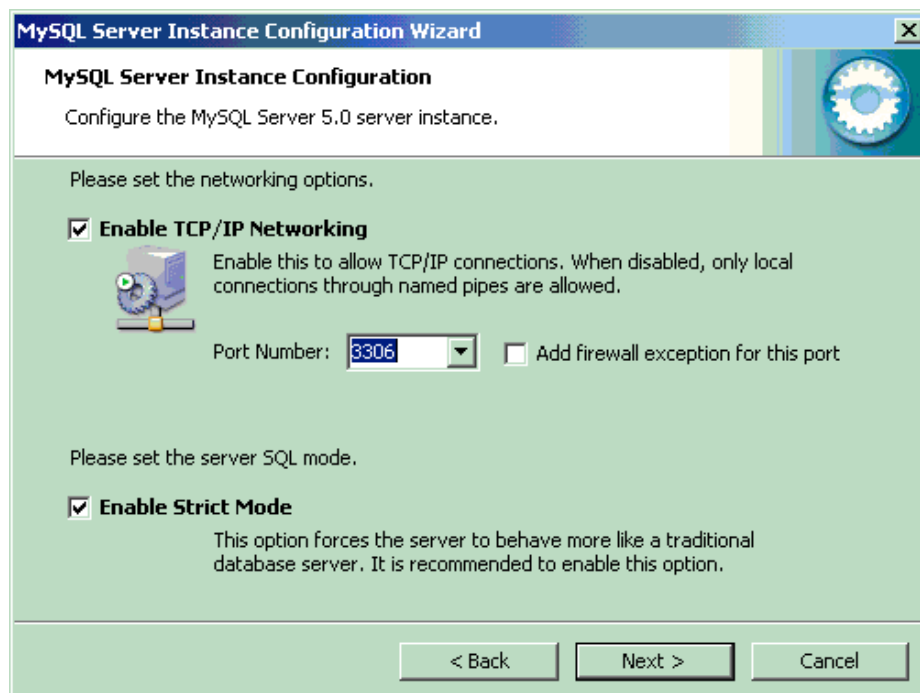 MySQL Server Instance Configuration Wizard
MySQL Server Instance Configuration
Configure the MySQL Server 5.0 server instance.
Please set the networking options.
Enable TCP/IP Networking
Enable this to allow TCP/IP connections. When disabled, only local
connections through named pipes are allowed.
Port Number: 3306 Add firewall exception for this port
Please set the server SQL mode.
Enable Strict Mode
This option forces the server to behave more like a traditional
database server. It is recommended to enable this option.
< Back Next > Cancel